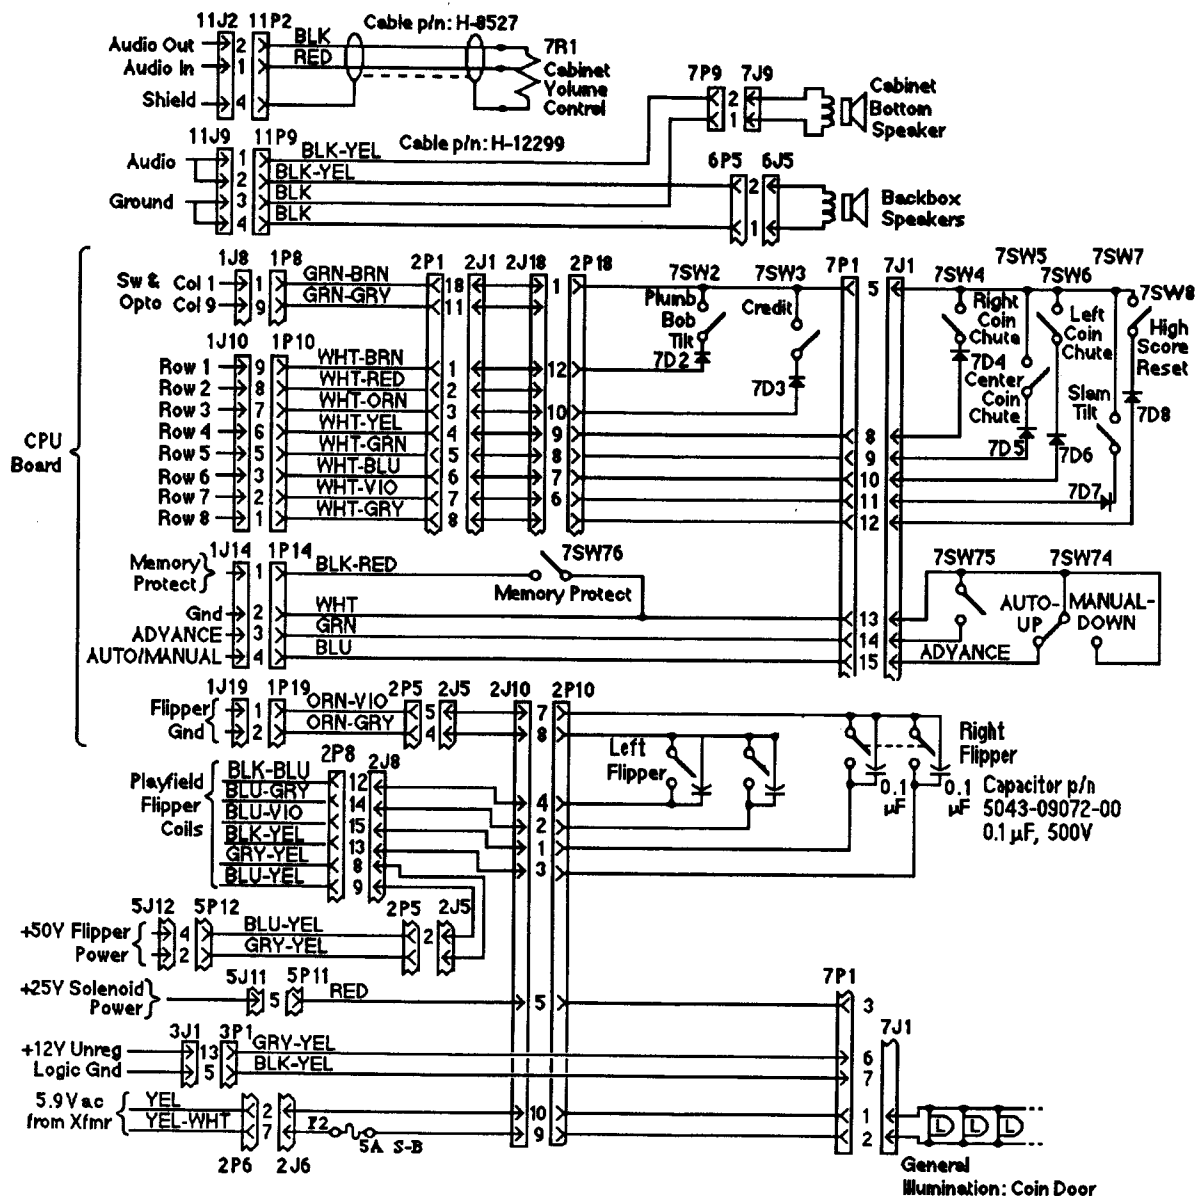 11J2 11P2 Cable p/n: H-8527
Audio Out 2 BLK 7R1
Audio In 1 RED Cabinet
Volume
Shield 4 Control
7P9 7J9
2 Cabinet
1 Bottom
Speaker
11J9 11P9 Cable p/n: H-12299
Audio 1 BLK-YEL
2 BLK-YEL
Ground 3 BLK
4 BLK
6P5 6J5
2 Backbox
1 Speakers
1J8 1P8 2P1 2J1 2J18 2P18 7SW2 7SW3 7P1 7J1 7SW4 7SW5 7SW6 7SW7 7SW8
Sw & Col 1 1 GRN-BRN 18 1 5
Opto Col 9 9 GRN-GRY 11
Plumb
Bob
Tilt
7D2
Credit
7D3
Right
Coin
Chute
7D4
Center
Coin
Chute
7D5
Left
Coin
Chute
7D6
Slam
Tilt
7D7
High
Score
Reset
7D8
1J10 1P10
Row 1 9 WHT-BRN 1 12
Row 2 8 WHT-RED 2
Row 3 7 WHT-ORN 3 10
Row 4 6 WHT-YEL 4 9 8
Row 5 5 WHT-GRN 5 8 9
Row 6 3 WHT-BLU 6 7 10
Row 7 2 WHT-VIO 7 6 11
Row 8 1 WHT-GRY 8 12
CPU
Board
1J14 1P14
Memory
Protect 1 BLK-RED 7SW76
Memory Protect
Gnd 2 WHT 13
ADVANCE 3 GRN 14
AUTO/MANUAL 4 BLU 15
7SW75 7SW74
AUTO-
UP
MANUAL-
DOWN
ADVANCE
1J19 1P19 2P5 2J5 2J10 2P10
Flipper 1 ORN-VIO 5 7
Gnd 2 ORN-GRY 4 8
Left
Flipper
Right
Flipper
0.1
µF
0.1
µF
Capacitor p/n
5043-09072-00
0.1 µF, 500V
2P8 2J8
Playfield
Flipper
Coils
BLK-BLU 12
BLU-GRY 14 4
BLU-VIO 15 2
BLK-YEL 13 1
GRY-YEL 8 3
BLU-YEL 9
5J12 5P12 2P5 2J5
+50V Flipper 4 BLU-YEL 2
Power 2 GRY-YEL
5J11 5P11 7P1
+25V Solenoid
Power 5 RED 5 3
3J1 3P1 7J1
+12V Unreg 13 GRY-YEL 6
Logic Gnd 5 BLK-YEL 7
5.9Vac YEL 2 10 1
from Xfmr YEL-WHT 7 F2 9 2
5A S-B
2P6 2J6
L L L
General
Illumination: Coin Door